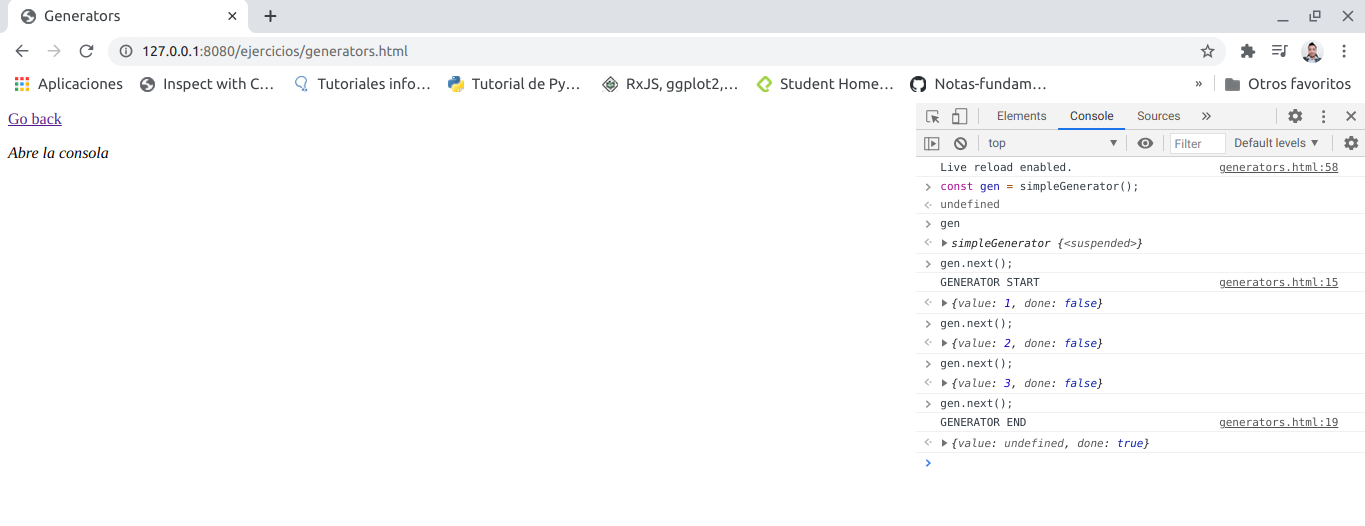 Generators
127.0.0.1:8080/ejercicios/generators.html
Aplicaciones Inspect with C… Tutoriales info… Tutorial de Py… RxJS, ggplot2,… Student Home… Notas-fundam… » Otros favoritos
Go back
Abre la consola
Elements Console Sources »
top Filter Default levels
Live reload enabled. generators.html:58
const gen = simpleGenerator();
undefined
gen
simpleGenerator {<suspended>}
gen.next();
GENERATOR START generators.html:15
{value: 1, done: false}
gen.next();
{value: 2, done: false}
gen.next();
{value: 3, done: false}
gen.next();
GENERATOR END generators.html:19
{value: undefined, done: true}